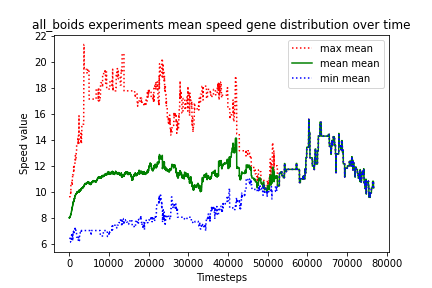 all_boids experiments mean speed gene distribution over time
22
20
18
16
14
12
10
8
6
Speed value
max mean
mean mean
min mean
0 10000 20000 30000 40000 50000 60000 70000 80000
Timesteps